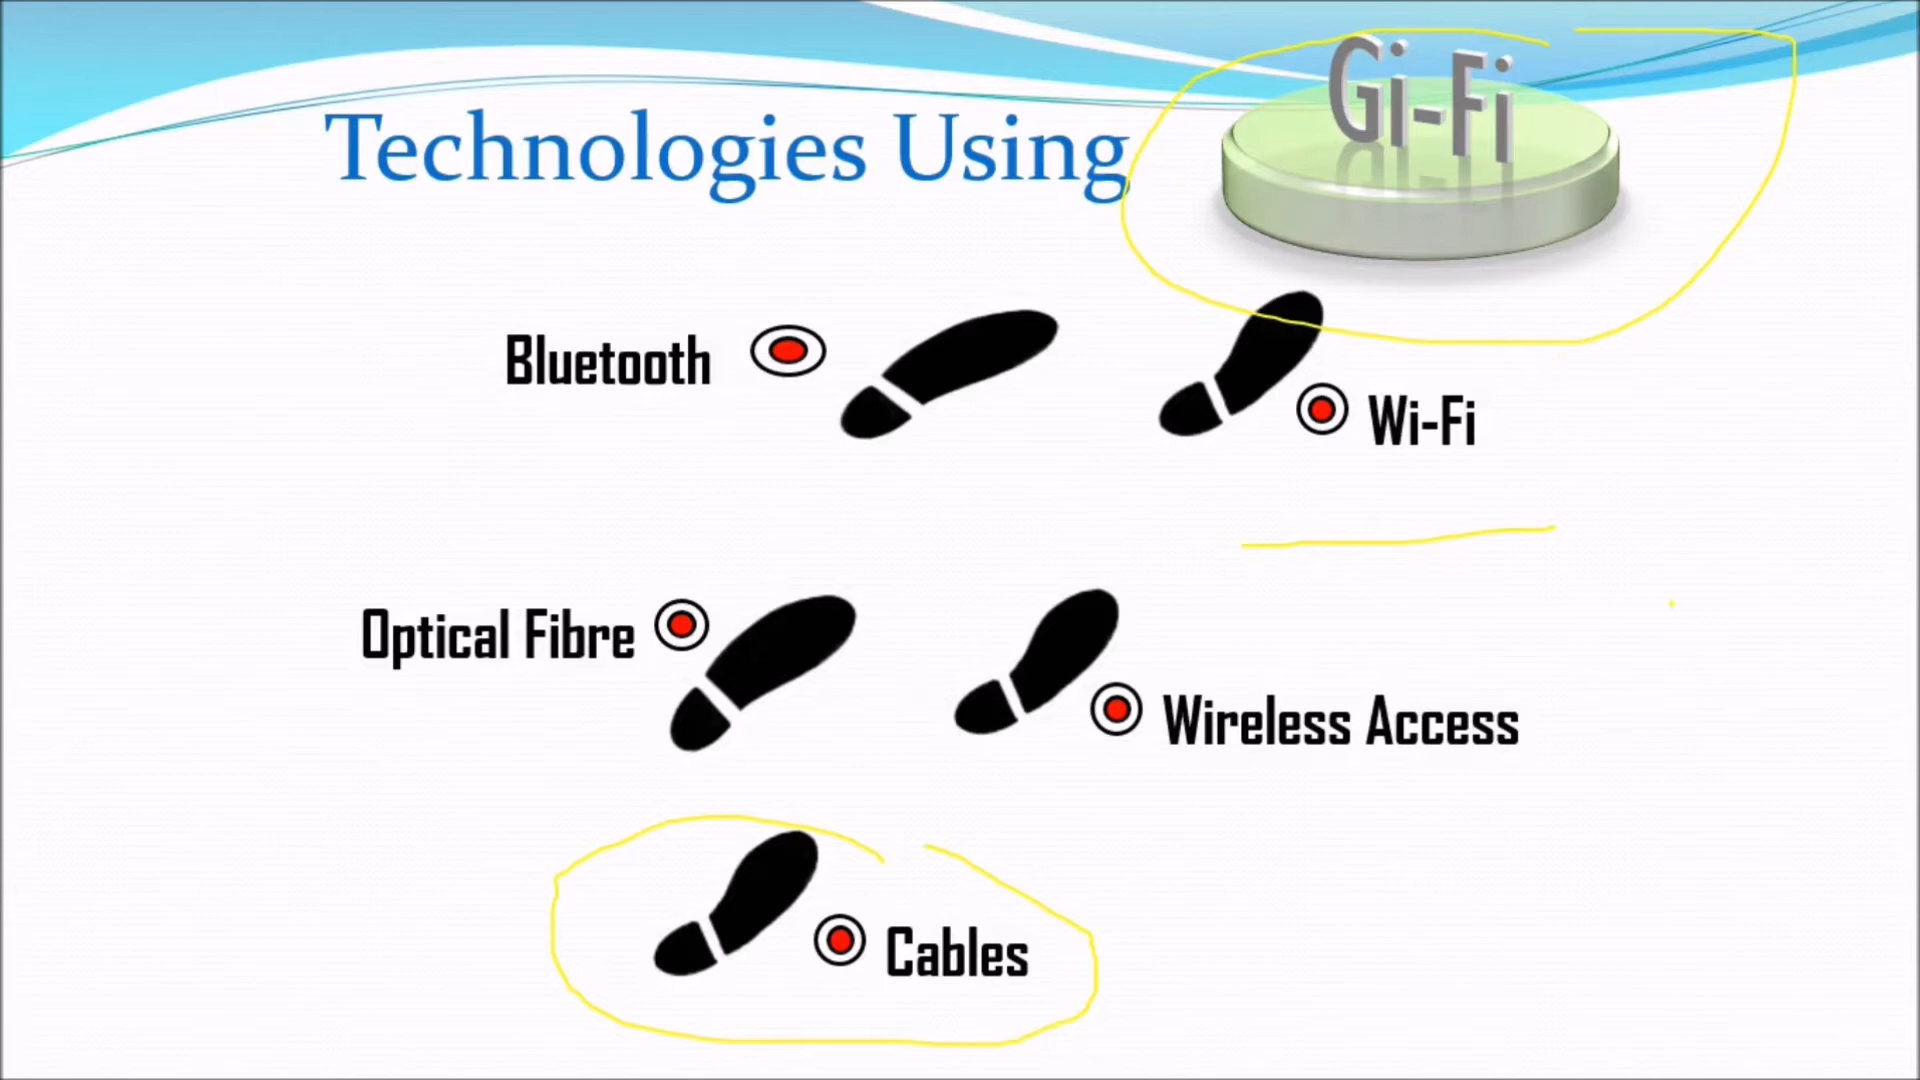 Technologies Using
Gi-Fi
Bluetooth
Wi-Fi
Optical Fibre
Wireless Access
Cables